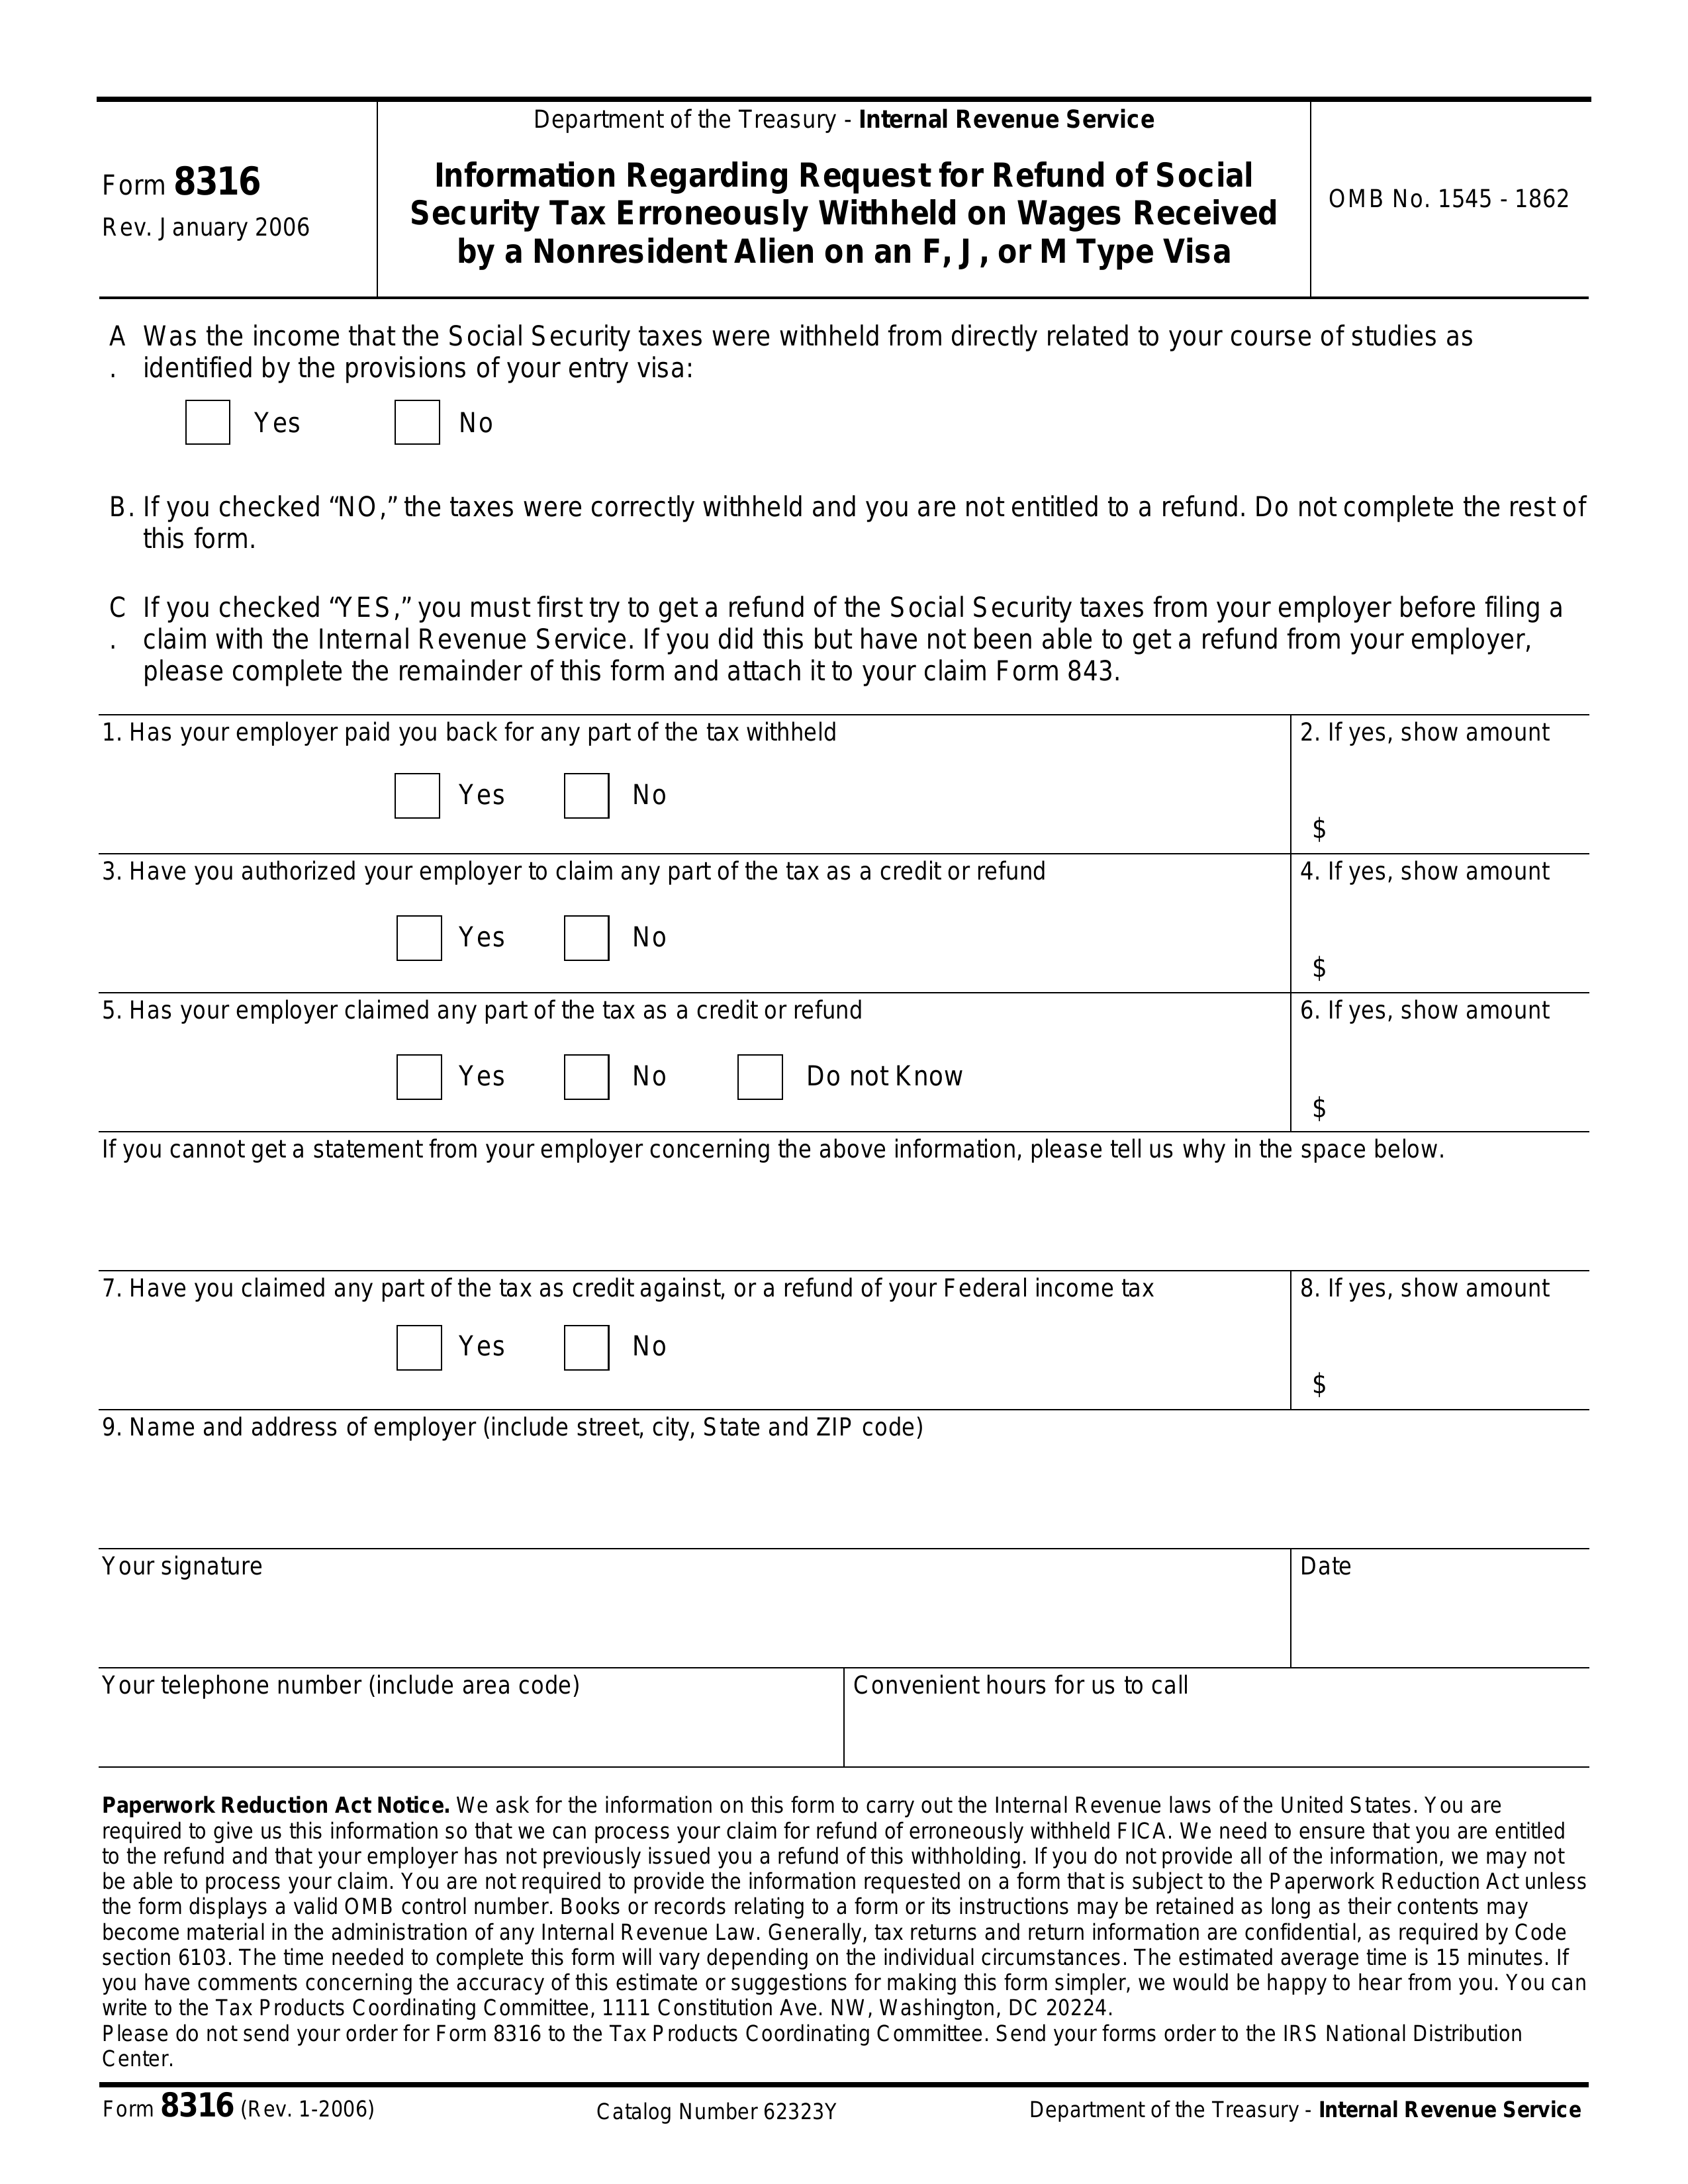 Department of the Treasury - Internal Revenue Service
Form 8316
Rev. January 2006
Information Regarding Request for Refund of Social
Security Tax Erroneously Withheld on Wages Received
by a Nonresident Alien on an F, J, or M Type Visa
OMB No. 1545 - 1862
A Was the income that the Social Security taxes were withheld from directly related to your course of studies as
. identified by the provisions of your entry visa:
Yes No
B. If you checked “NO,” the taxes were correctly withheld and you are not entitled to a refund. Do not complete the rest of
this form.
C If you checked “YES,” you must first try to get a refund of the Social Security taxes from your employer before filing a
. claim with the Internal Revenue Service. If you did this but have not been able to get a refund from your employer,
please complete the remainder of this form and attach it to your claim Form 843.
1. Has your employer paid you back for any part of the tax withheld
Yes No
2. If yes, show amount
$
3. Have you authorized your employer to claim any part of the tax as a credit or refund
Yes No
4. If yes, show amount
$
5. Has your employer claimed any part of the tax as a credit or refund
Yes No Do not Know
6. If yes, show amount
$
If you cannot get a statement from your employer concerning the above information, please tell us why in the space below.
7. Have you claimed any part of the tax as credit against, or a refund of your Federal income tax
Yes No
8. If yes, show amount
$
9. Name and address of employer (include street, city, State and ZIP code)
Your signature
Date
Your telephone number (include area code)
Convenient hours for us to call
Paperwork Reduction Act Notice. We ask for the information on this form to carry out the Internal Revenue laws of the United States. You are
required to give us this information so that we can process your claim for refund of erroneously withheld FICA. We need to ensure that you are entitled
to the refund and that your employer has not previously issued you a refund of this withholding. If you do not provide all of the information, we may not
be able to process your claim. You are not required to provide the information requested on a form that is subject to the Paperwork Reduction Act unless
the form displays a valid OMB control number. Books or records relating to a form or its instructions may be retained as long as their contents may
become material in the administration of any Internal Revenue Law. Generally, tax returns and return information are confidential, as required by Code
section 6103. The time needed to complete this form will vary depending on the individual circumstances. The estimated average time is 15 minutes. If
you have comments concerning the accuracy of this estimate or suggestions for making this form simpler, we would be happy to hear from you. You can
write to the Tax Products Coordinating Committee, 1111 Constitution Ave. NW, Washington, DC 20224.
Please do not send your order for Form 8316 to the Tax Products Coordinating Committee. Send your forms order to the IRS National Distribution
Center.
Form 8316 (Rev. 1-2006) Catalog Number 62323Y Department of the Treasury - Internal Revenue Service